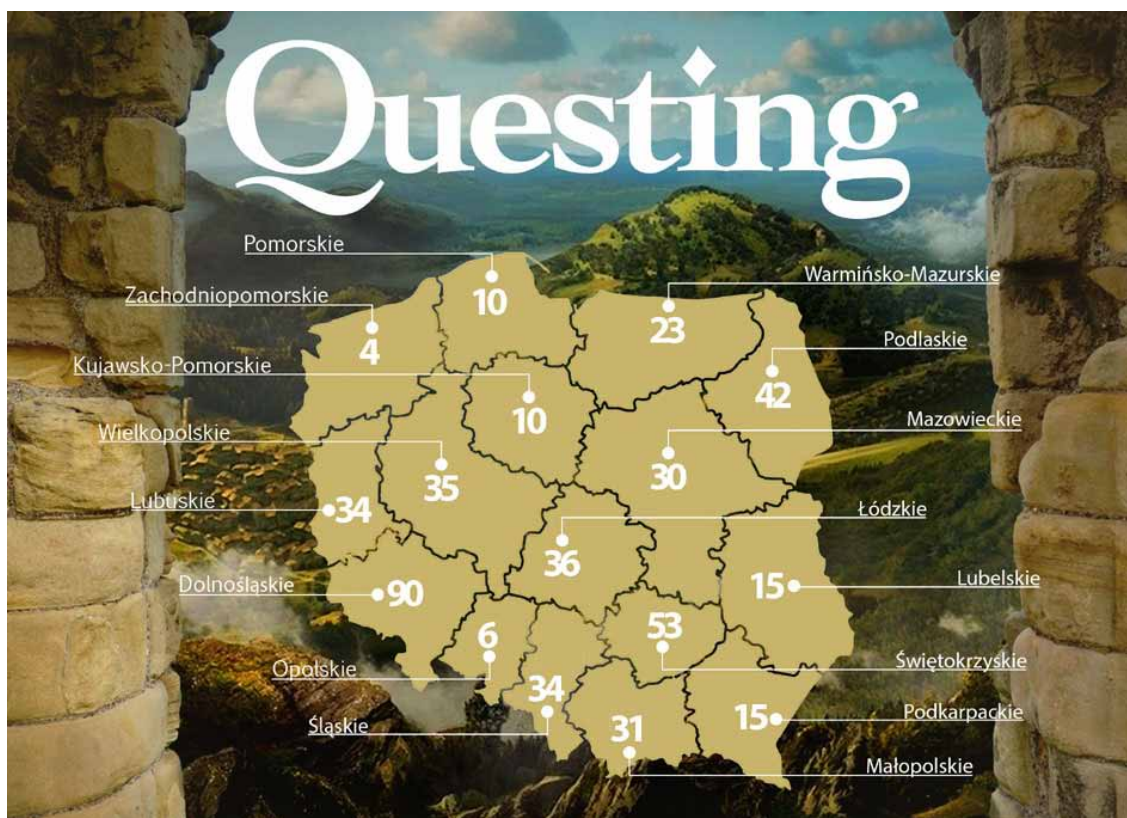 Questing
Pomorskie
10
Zachodniopomorskie
4
Kujawsko-Pomorskie
10
Wielkopolskie
35
Lubuskie
34
Dolnośląskie
90
Opolskie
6
Śląskie
34
Warmińsko-Mazurskie
23
Podlaskie
42
Mazowieckie
30
Łódzkie
36
Lubelskie
15
Świętokrzyskie
53
Podkarpackie
15
Małopolskie
31